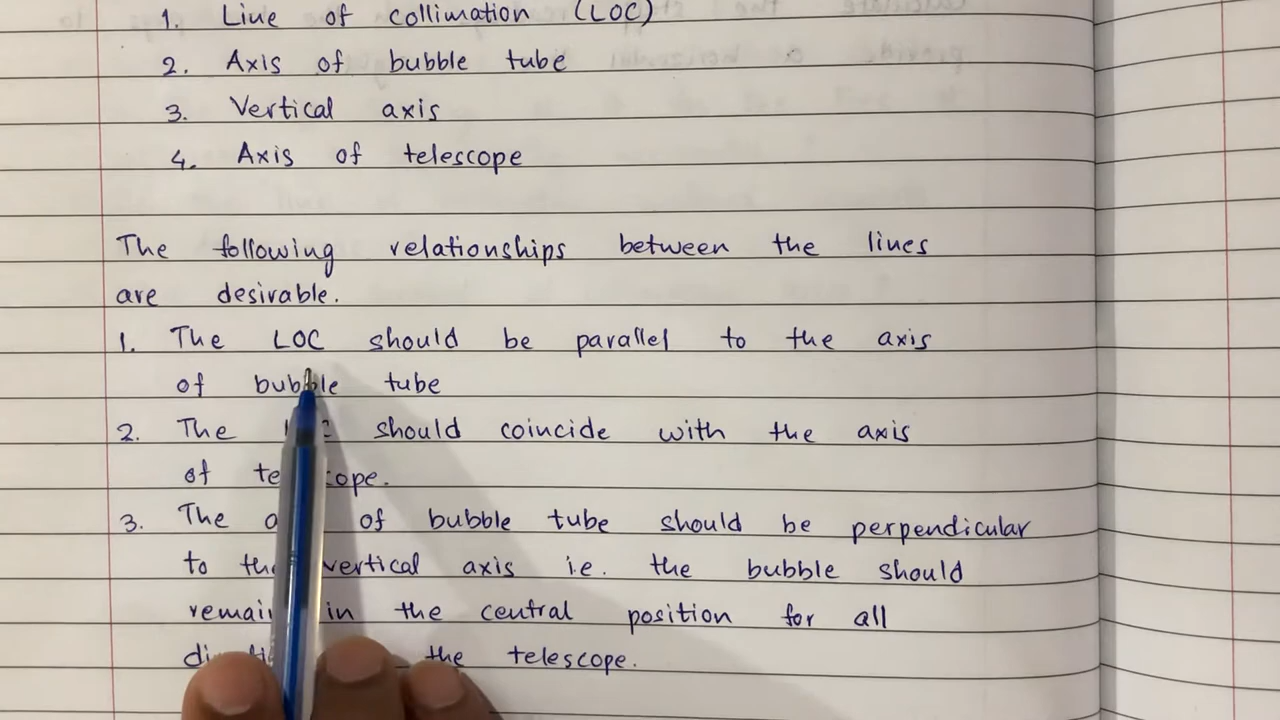 1. Line of collimation (LOC)
2. Axis of bubble tube
3. Vertical axis
4. Axis of telescope
The following relationships between the lines
are desirable.
1. The LOC should be parallel to the axis
of bubble tube
2. The should coincide with the axis
of telescope.
3. The of bubble tube should be perpendicular
to the vertical axis i.e. the bubble should
remain in the central position for all
the telescope.